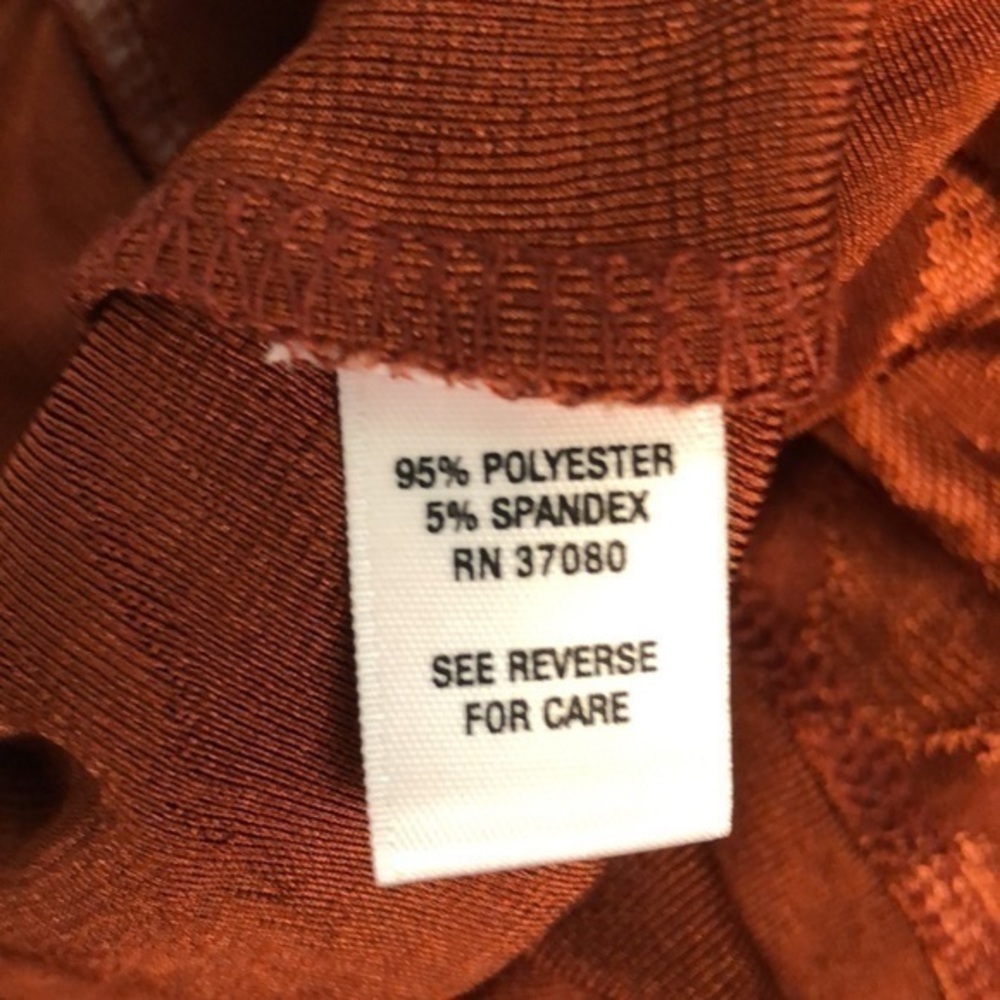 95% POLYESTER
5% SPANDEX
RN 37080
SEE REVERSE
FOR CARE